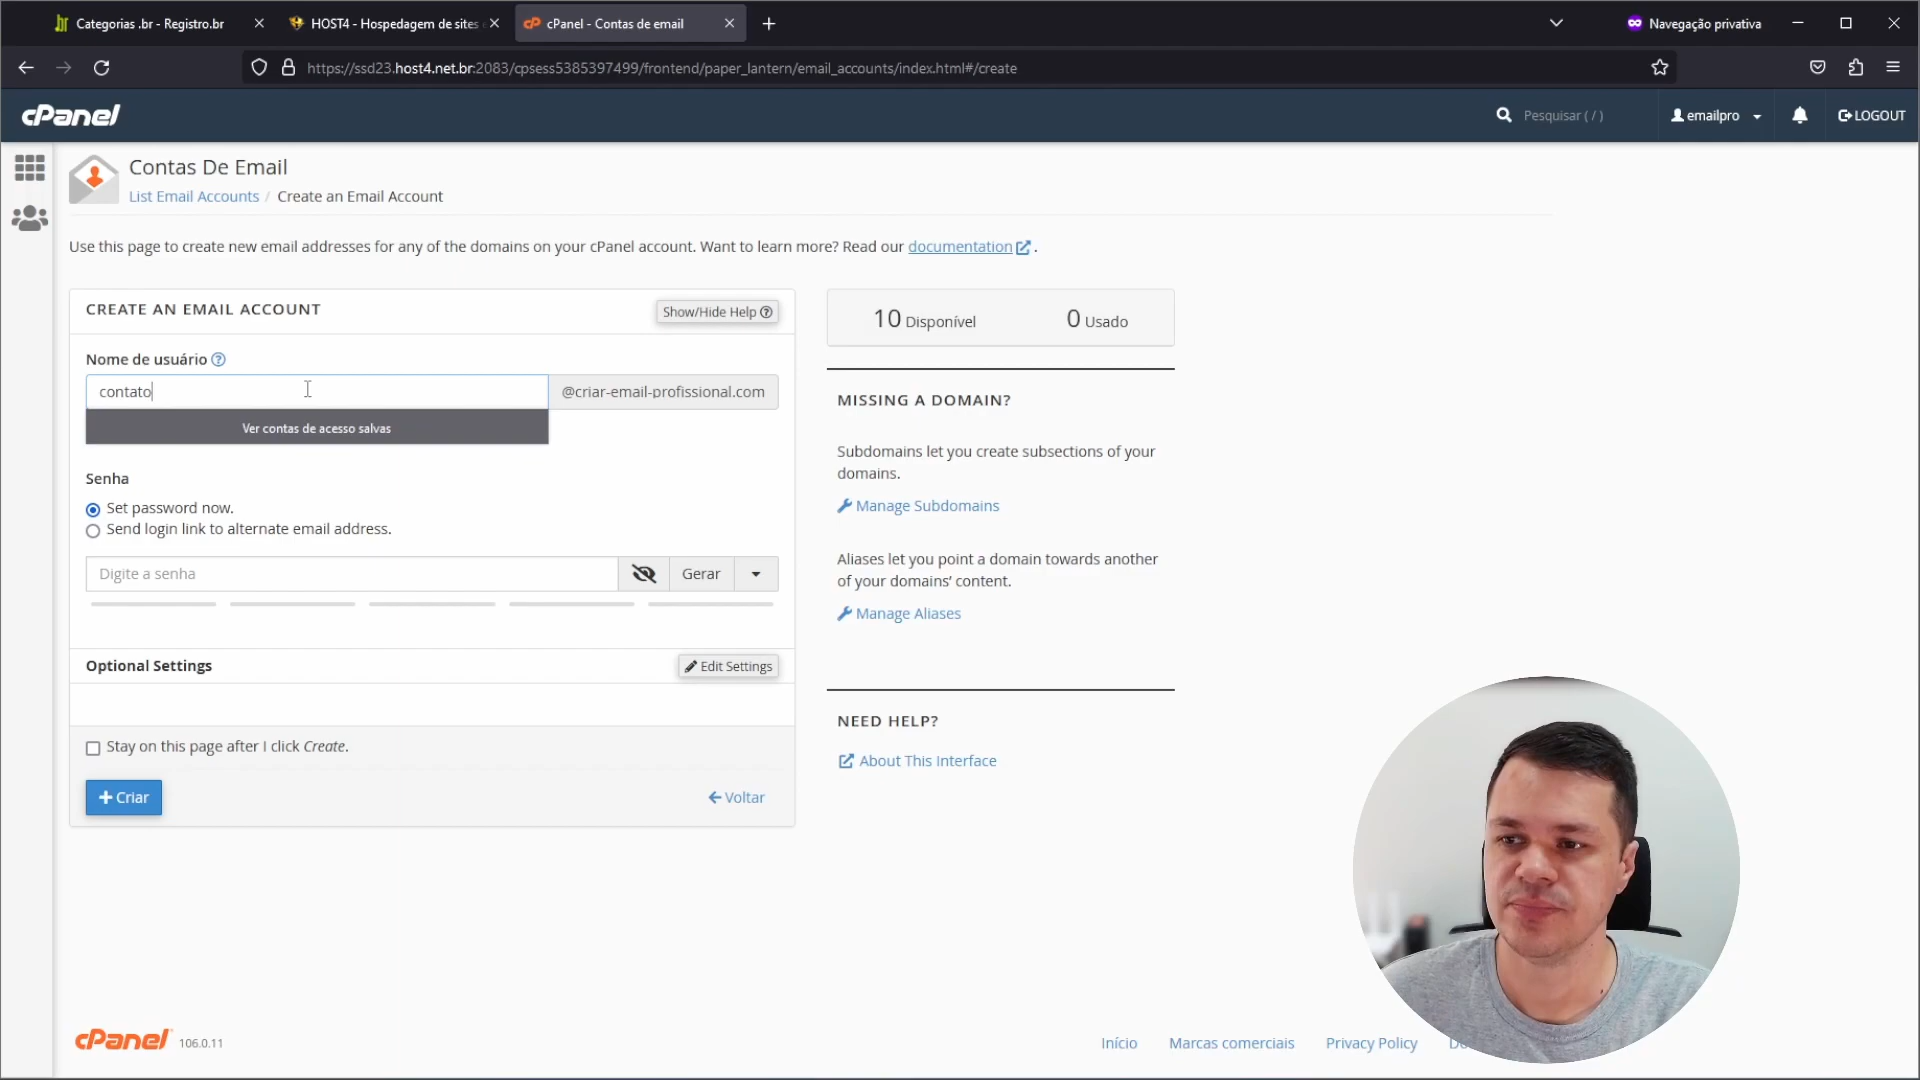 Categorias .br - Registro.br
HOST4 - Hospedagem de sites
cPanel - Contas de email
Navegação privativa
https://ssd23.host4.net.br:2083/cpsess5385397499/frontend/paper_lantern/email_accounts/index.html#/create
cPanel
Pesquisar ( / )
emailpro
LOGOUT
Contas De Email
List Email Accounts / Create an Email Account
Use this page to create new email addresses for any of the domains on your cPanel account. Want to learn more? Read our documentation .
CREATE AN EMAIL ACCOUNT
Show/Hide Help
Nome de usuário
contato
@criar-email-profissional.com
Ver contas de acesso salvas
Senha
Set password now.
Send login link to alternate email address.
Digite a senha
Gerar
Optional Settings
Edit Settings
Stay on this page after I click Create.
Criar
Voltar
10 Disponível
0 Usado
MISSING A DOMAIN?
Subdomains let you create subsections of your
domains.
Manage Subdomains
Aliases let you point a domain towards another
of your domains’ content.
Manage Aliases
NEED HELP?
About This Interface
cPanel 106.0.11
Início
Marcas comerciais
Privacy Policy